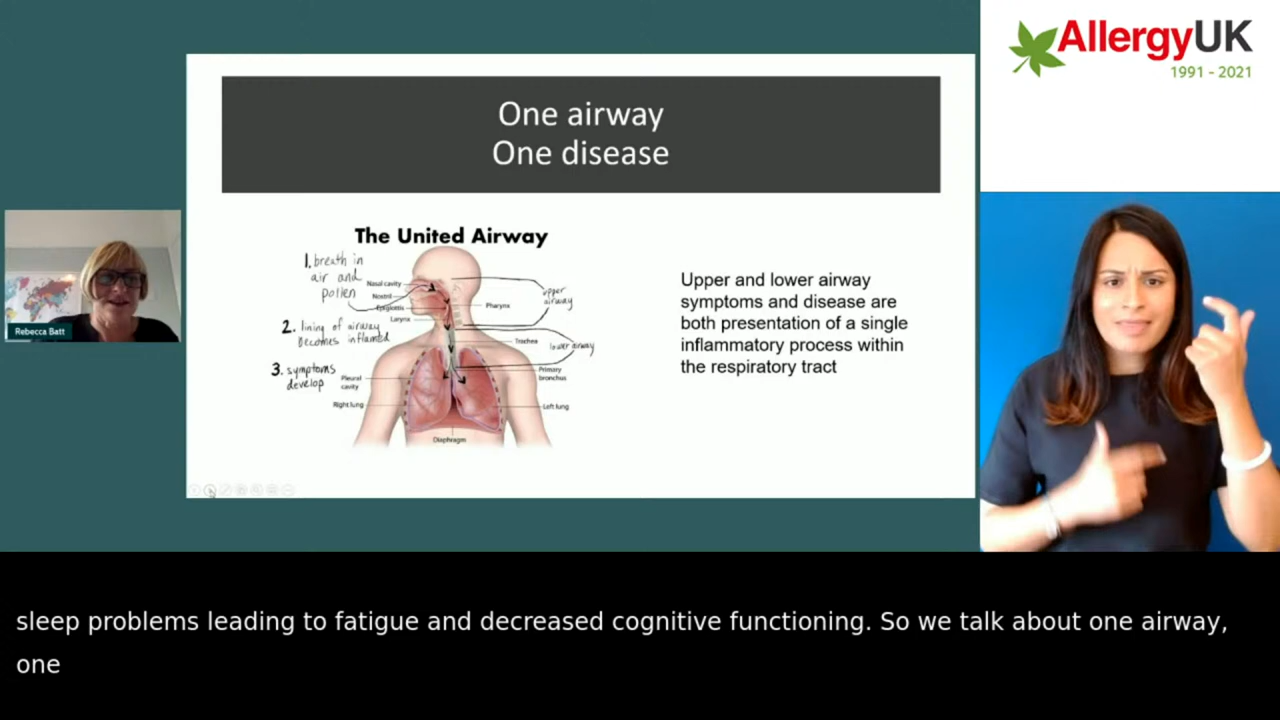 AllergyUK
1991 - 2021
One airway
One disease
The United Airway
1. breath in
air and
pollen
Nasal cavity
Nostril
Epiglottis
Larynx
Pharynx
upper
airway
2. lining of airway
Becomes inflamed
Trachea
lower airway
3. symptoms
develop
Pleural
cavity
Primary
bronchus
Right lung
Left lung
Diaphragm
Upper and lower airway
symptoms and disease are
both presentation of a single
inflammatory process within
the respiratory tract
Rebecca Batt
sleep problems leading to fatigue and decreased cognitive functioning. So we talk about one airway,
one